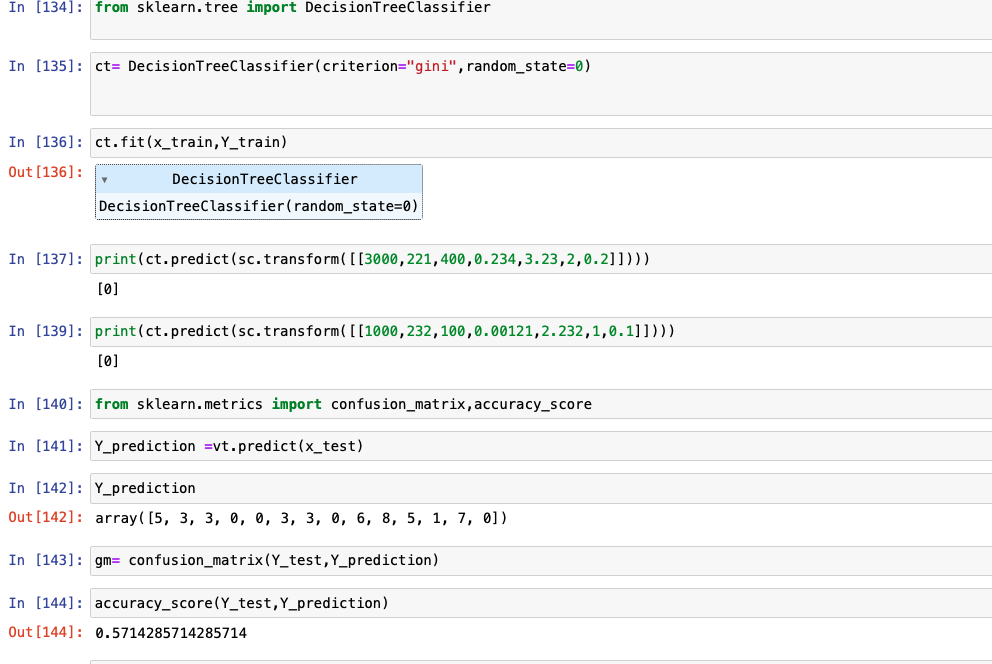 In [134]: from sklearn.tree import DecisionTreeClassifier
In [135]: ct= DecisionTreeClassifier(criterion="gini",random_state=0)
In [136]: ct.fit(x_train,Y_train)
Out[136]: ▾ DecisionTreeClassifier
DecisionTreeClassifier(random_state=0)
In [137]: print(ct.predict(sc.transform([[3000,221,400,0.234,3.23,2,0.2]])))
[0]
In [139]: print(ct.predict(sc.transform([[1000,232,100,0.00121,2.232,1,0.1]])))
[0]
In [140]: from sklearn.metrics import confusion_matrix,accuracy_score
In [141]: Y_prediction =vt.predict(x_test)
In [142]: Y_prediction
Out[142]: array([5, 3, 3, 0, 0, 3, 3, 0, 6, 8, 5, 1, 7, 0])
In [143]: gm= confusion_matrix(Y_test,Y_prediction)
In [144]: accuracy_score(Y_test,Y_prediction)
Out[144]: 0.5714285714285714